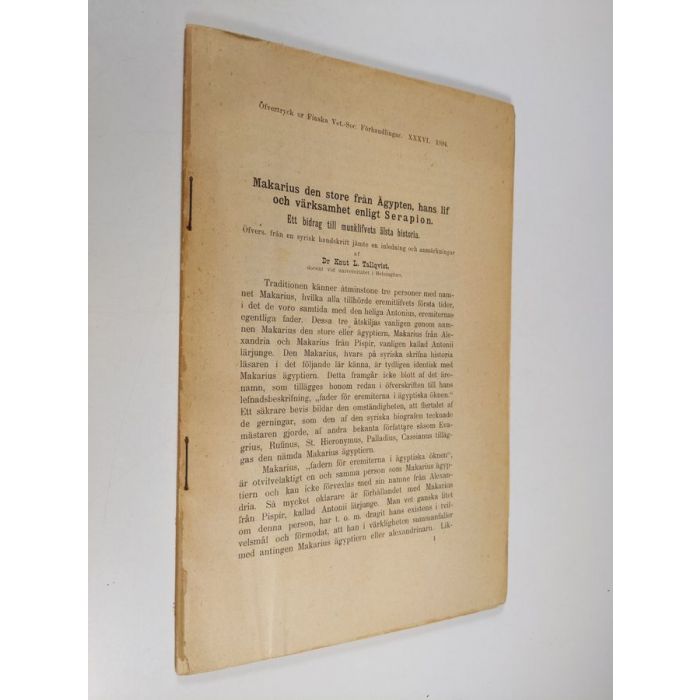 Öfvertryck ur Finska Vet.-Soc. Förhandlingar. XXXVI. 1894.
Makarius den store från Ägypten, hans lif
och värksamhet enligt Serapion.
Ett bidrag till munklifvets älsta historia.
Öfvers. från en syrisk handskrift jämte en inledning och anmärkningar
af
Dr Knut L. Tallqvist,
docent vid universitetet i Helsingfors.
Traditionen känner åtminstone tre personer med nam-
net Makarius, hvilka alla tillhörde eremitlifvets första tider,
i det de voro samtida med den helige Antonius, eremiternas
egentliga fader. Dessa tre åtskiljas vanligen genom nam-
nen Makarius den store eller ägyptiern, Makarius från Ale-
xandria och Makarius från Pispir, vanligen kallad Antonii
lärjunge. Den Makarius, hvars på syriska skrifna historia
läsaren i det följande lär känna, är tydligen identisk med
Makarius ägyptiern. Detta framgår icke blott af det äre-
namn, som tillägges honom redan i öfverskriften till hans
lefnadsbeskrifning, „fader för eremiterna i ägyptiska öknen.“
Ett säkrare bevis bildar den omständigheten, att flertalet af
de gerningar, som den af den syriska biografen tecknade
mästaren gjorde, af andra bekanta författare såsom Eva-
grius, Rufinus, St. Hieronymus, Palladius, Cassianus tilläg-
gas den nämda Makarius ägyptiern.
Makarius, „fadern för eremiterna i ägyptiska öknen“,
är otvifvelaktigt en och samma person som Makarius ägyp-
tiern och kan icke förvexlas med sin namne från Alexan-
dria. Så mycket oklarare är förhållandet med Makarius
från Pispir, kallad Antonii lärjunge. Man vet ganska litet
om denna person, har t. o. m. dragit hans existens i tvif-
velsmål och förmodat, att han i värkligheten sammanfaller
med antingen Makarius ägyptiern eller alexandrinarn. Lik-
1